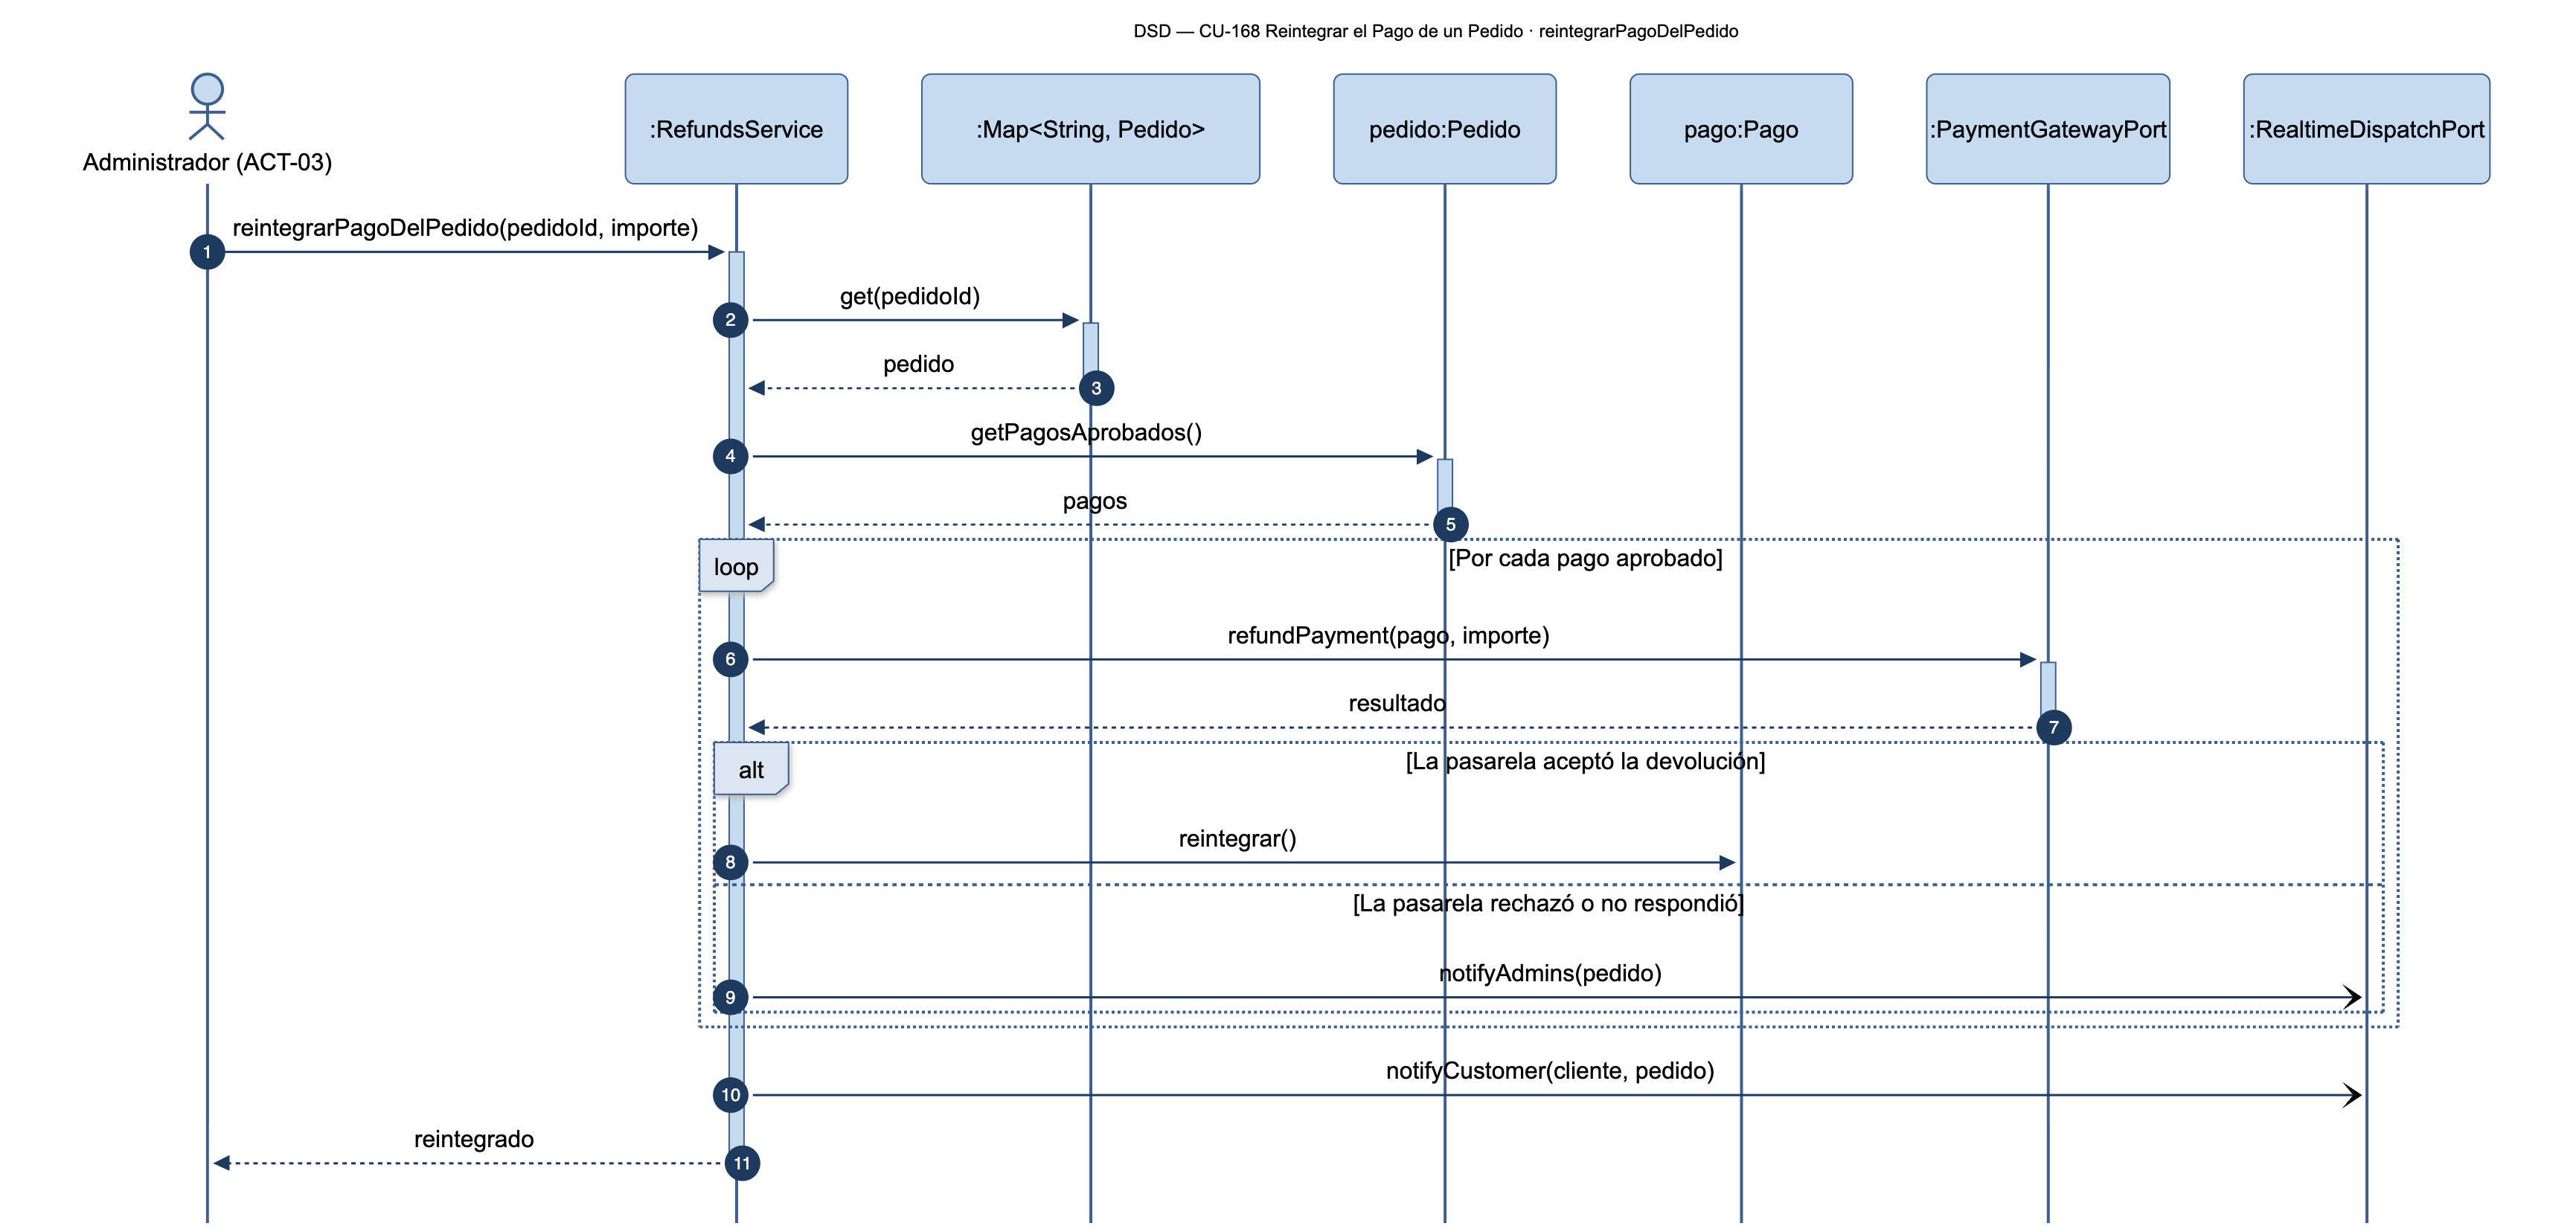 DSD — CU-168 Reintegrar el Pago de un Pedido · reintegrarPagoDelPedido
Administrador (ACT-03)
:RefundsService
:Map<String, Pedido>
pedido:Pedido
pago:Pago
:PaymentGatewayPort
:RealtimeDispatchPort
reintegrarPagoDelPedido(pedidoId, importe)
1
get(pedidoId)
2
pedido
3
getPagosAprobados()
4
pagos
5
loop
[Por cada pago aprobado]
refundPayment(pago, importe)
6
resultado
7
alt
[La pasarela aceptó la devolución]
reintegrar()
8
[La pasarela rechazó o no respondió]
notifyAdmins(pedido)
9
notifyCustomer(cliente, pedido)
10
reintegrado
11